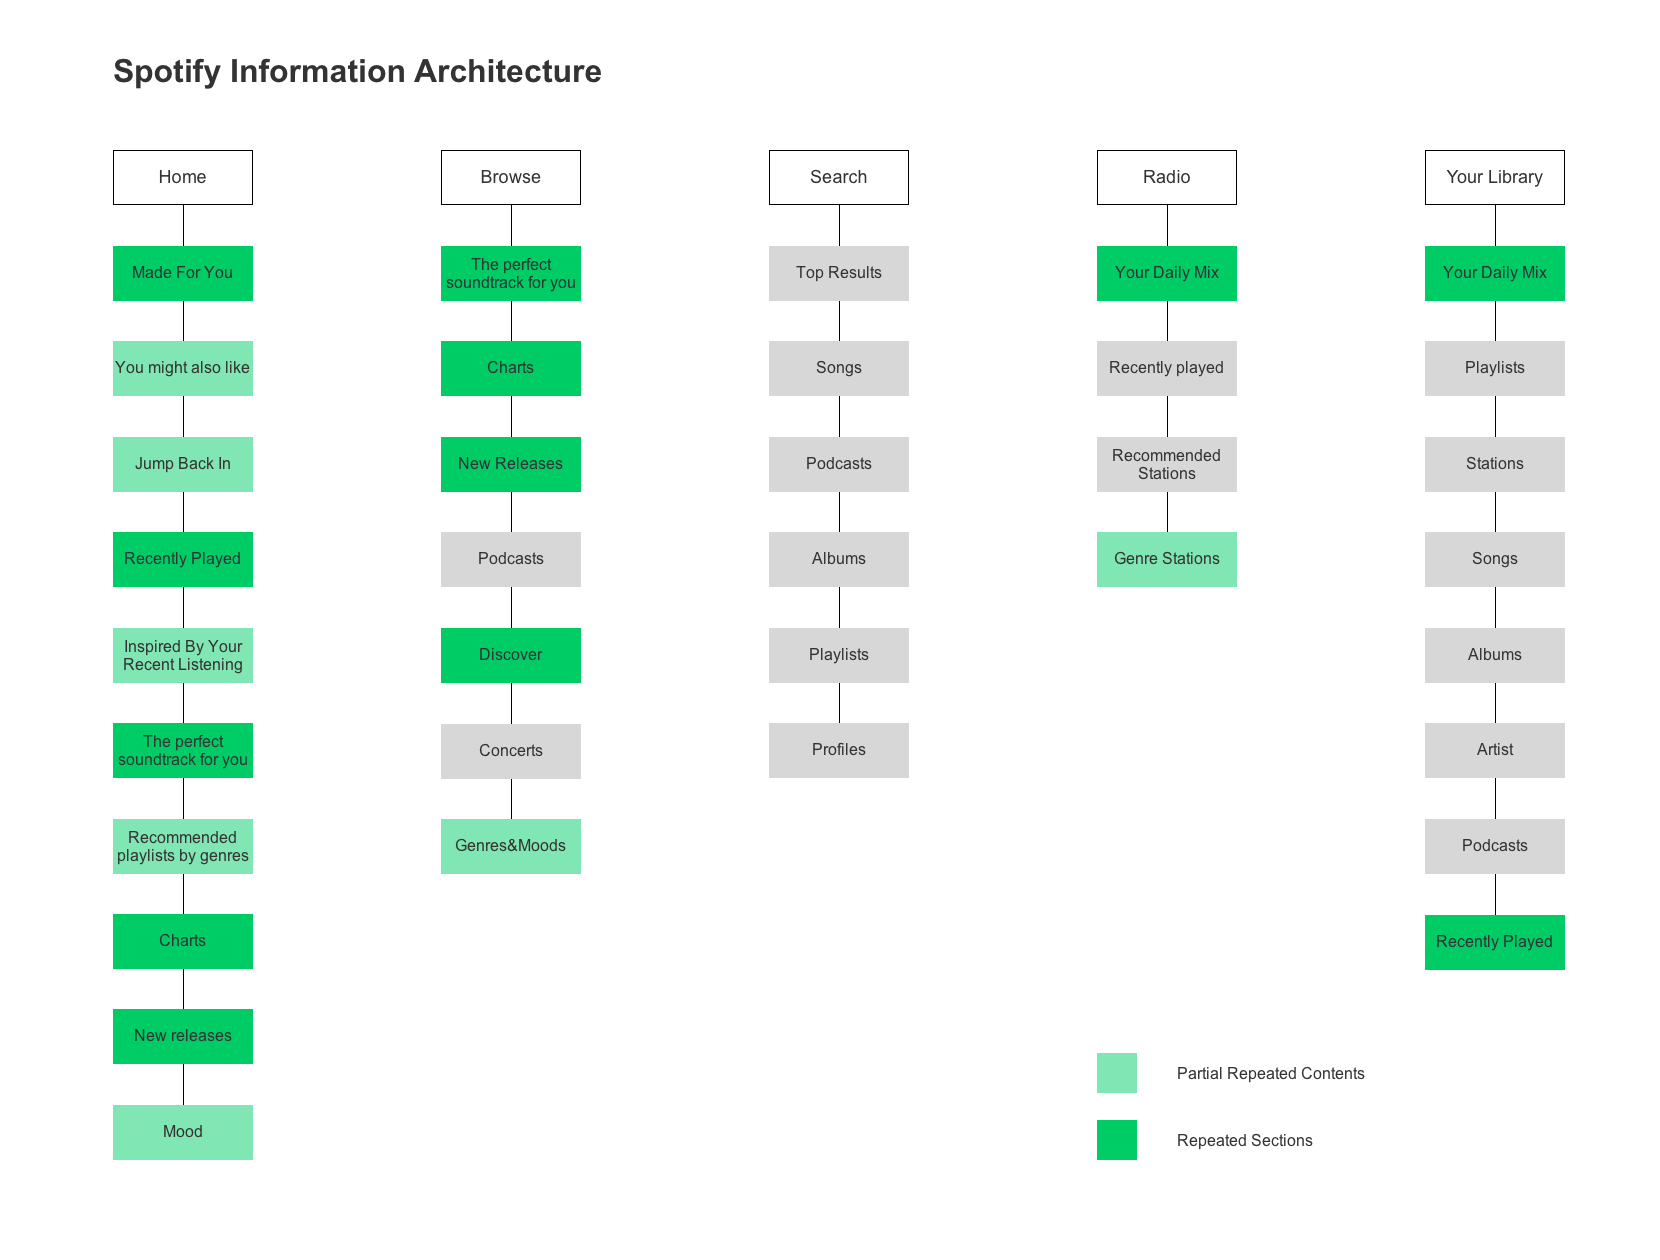 Spotify Information Architecture
Home
Made For You
You might also like
Jump Back In
Recently Played
Inspired By Your
Recent Listening
The perfect
soundtrack for you
Recommended
playlists by genres
Charts
New releases
Mood
Browse
The perfect
soundtrack for you
Charts
New Releases
Podcasts
Discover
Concerts
Genres&Moods
Search
Top Results
Songs
Podcasts
Albums
Playlists
Profiles
Radio
Your Daily Mix
Recently played
Recommended
Stations
Genre Stations
Your Library
Your Daily Mix
Playlists
Stations
Songs
Albums
Artist
Podcasts
Recently Played
Partial Repeated Contents
Repeated Sections